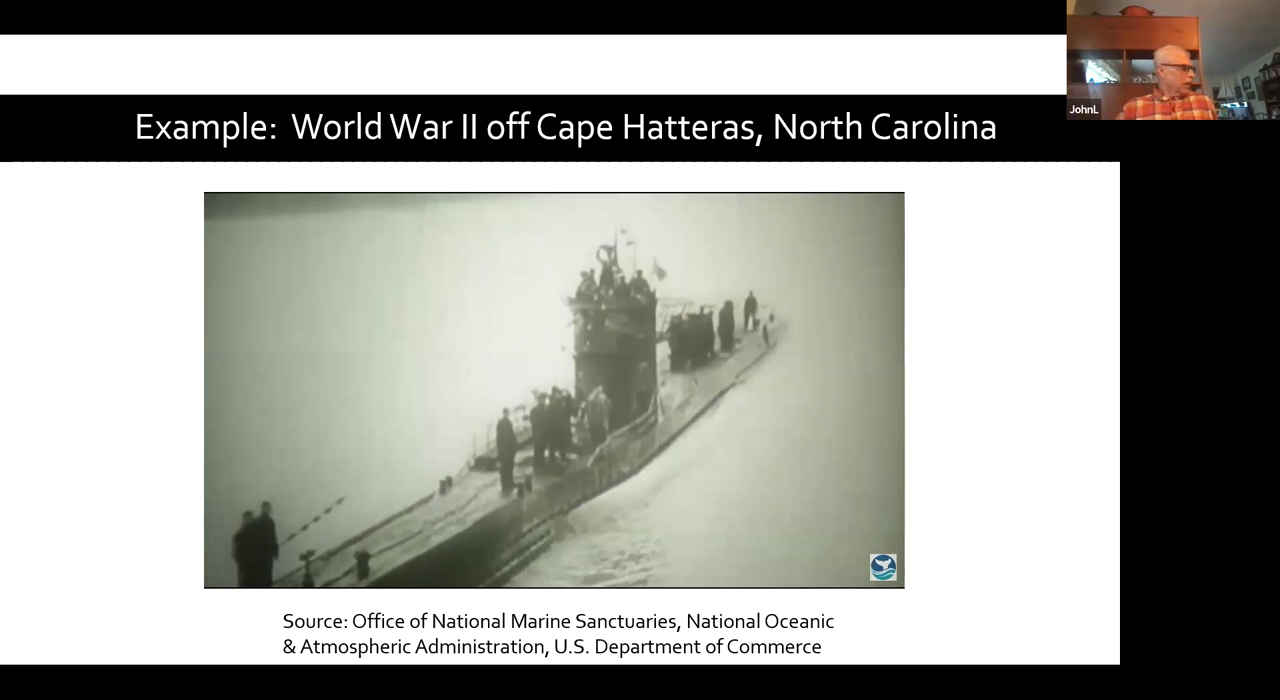 Example: World War II off Cape Hatteras, North Carolina
JohnL
Source: Office of National Marine Sanctuaries, National Oceanic
& Atmospheric Administration, U.S. Department of Commerce